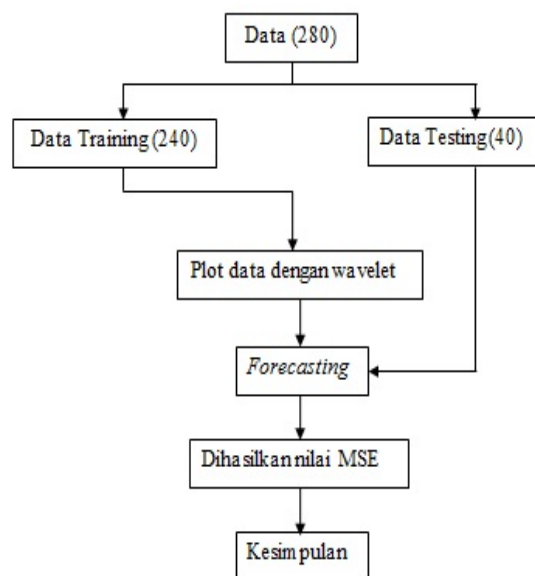 Data (280)
Data Training (240)
Data Testing (40)
Plot data dengan wavelet
Forecasting
Dihasilkan nilai MSE
Kesimpulan